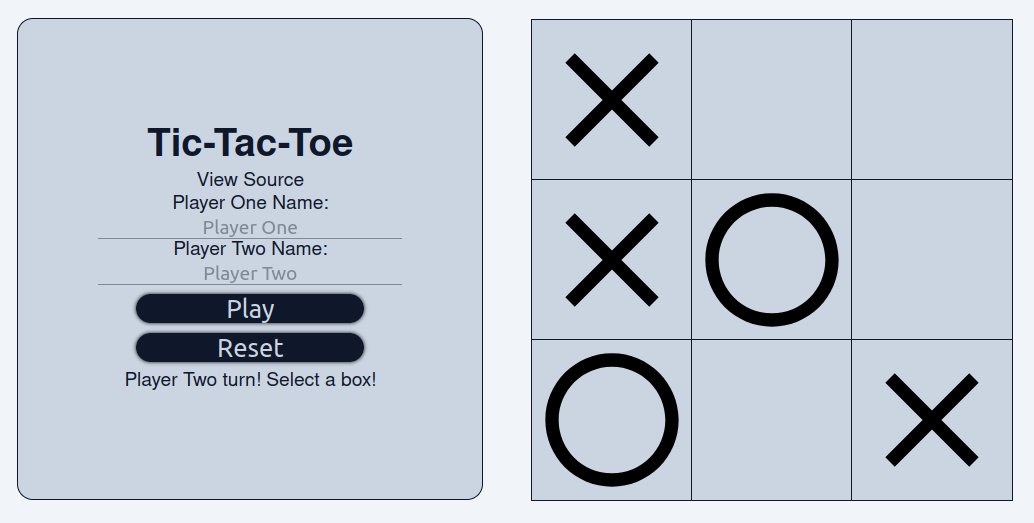 Tic-Tac-Toe
View Source
Player One Name:
Player One
Player Two Name:
Player Two
Play
Reset
Player Two turn! Select a box!